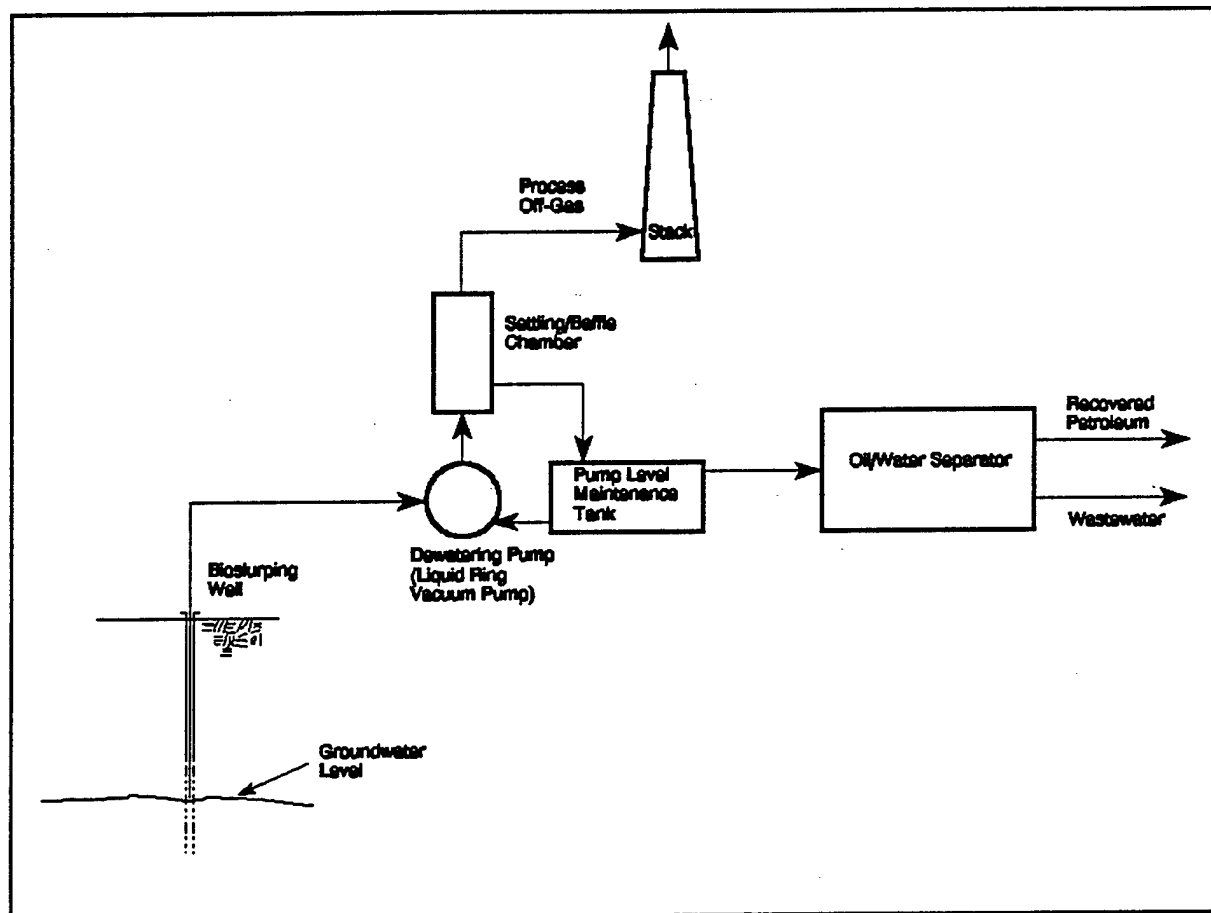 Process
Off-Gas
Stack
Settling/Baffle
Chamber
Recovered
Petroleum
Oil/Water Separator
Pump Level
Maintenance
Tank
Wastewater
Dewatering Pump
(Liquid Ring
Vacuum Pump)
Bioslurping
Well
Groundwater
Level